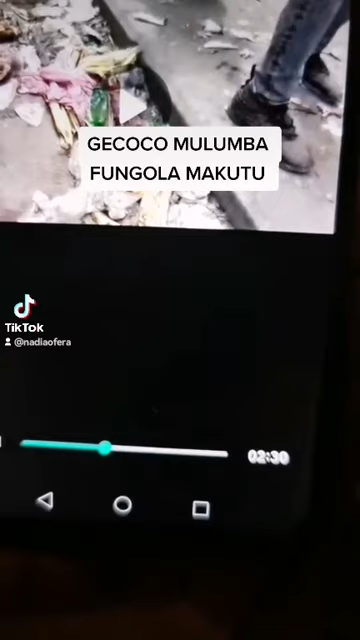 GECOCO MULUMBA
FUNGOLA MAKUTU
TikTok
@nadiaofera
02:30